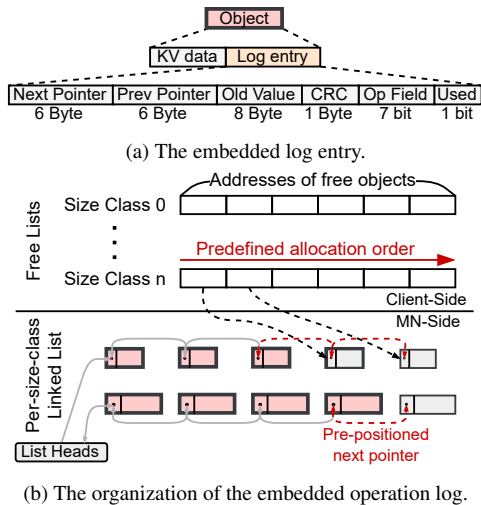 Object
KV data Log entry
Next Pointer Prev Pointer Old Value CRC Op Field Used
6 Byte 6 Byte 8 Byte 1 Byte 7 bit 1 bit
(a) The embedded log entry.
Addresses of free objects
Free Lists
Size Class 0
Predefined allocation order
Size Class n
Client-Side
MN-Side
Per-size-class
Linked List
List Heads
Pre-positioned
next pointer
(b) The organization of the embedded operation log.